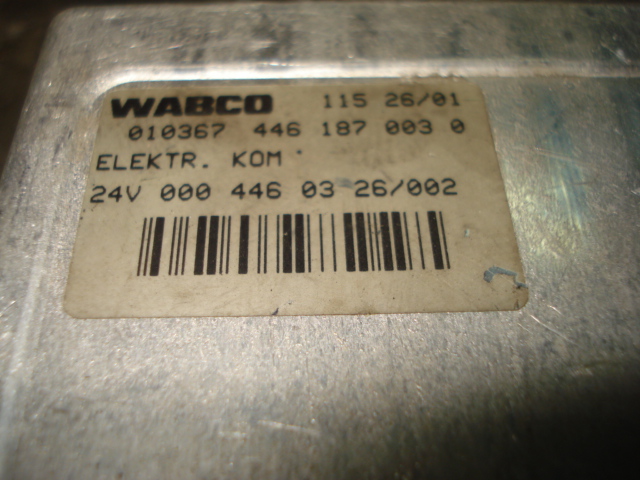 WABCO 115 26/01
010367 446 187 003 0
ELEKTR. KOM
24V 000 446 03 26/002